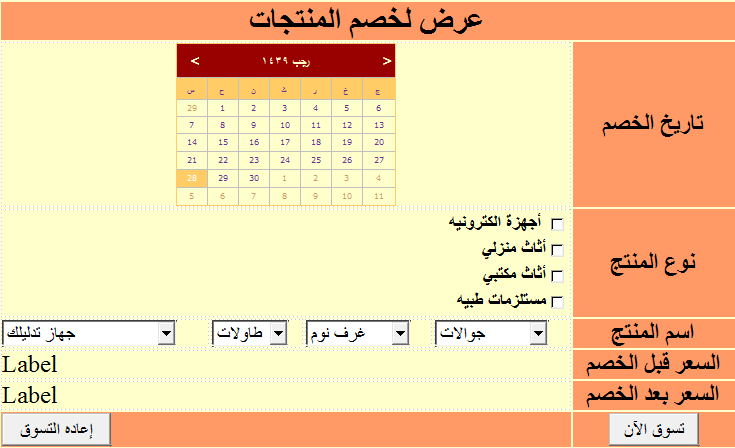 عرض لخصم المنتجات
تاريخ الخصم
< رجب ١٤٣٩ >
س ح ن ث ر خ ج
29 1 2 3 4 5 6
7 8 9 10 11 12 13
14 15 16 17 18 19 20
21 22 23 24 25 26 27
28 29 30 1 2 3 4
5 6 7 8 9 10 11
نوع المنتج
أجهزة الكترونيه
أثاث منزلي
أثاث مكتبي
مستلزمات طبيه
اسم المنتج
جوالات غرف نوم طاولات جهاز تدليلك
السعر قبل الخصم
Label
السعر بعد الخصم
Label
تسوق الآن
إعاده التسوق